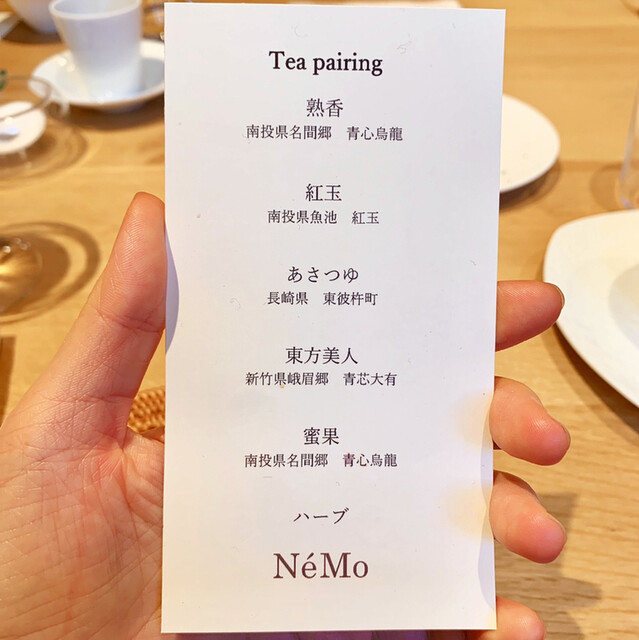 Tea pairing
熟香
南投県名間郷　青心烏龍
紅玉
南投県魚池　紅玉
あさつゆ
長崎県　東彼杵町
東方美人
新竹県峨眉郷　青芯大有
蜜果
南投県名間郷　青心烏龍
ハーブ
NéMo